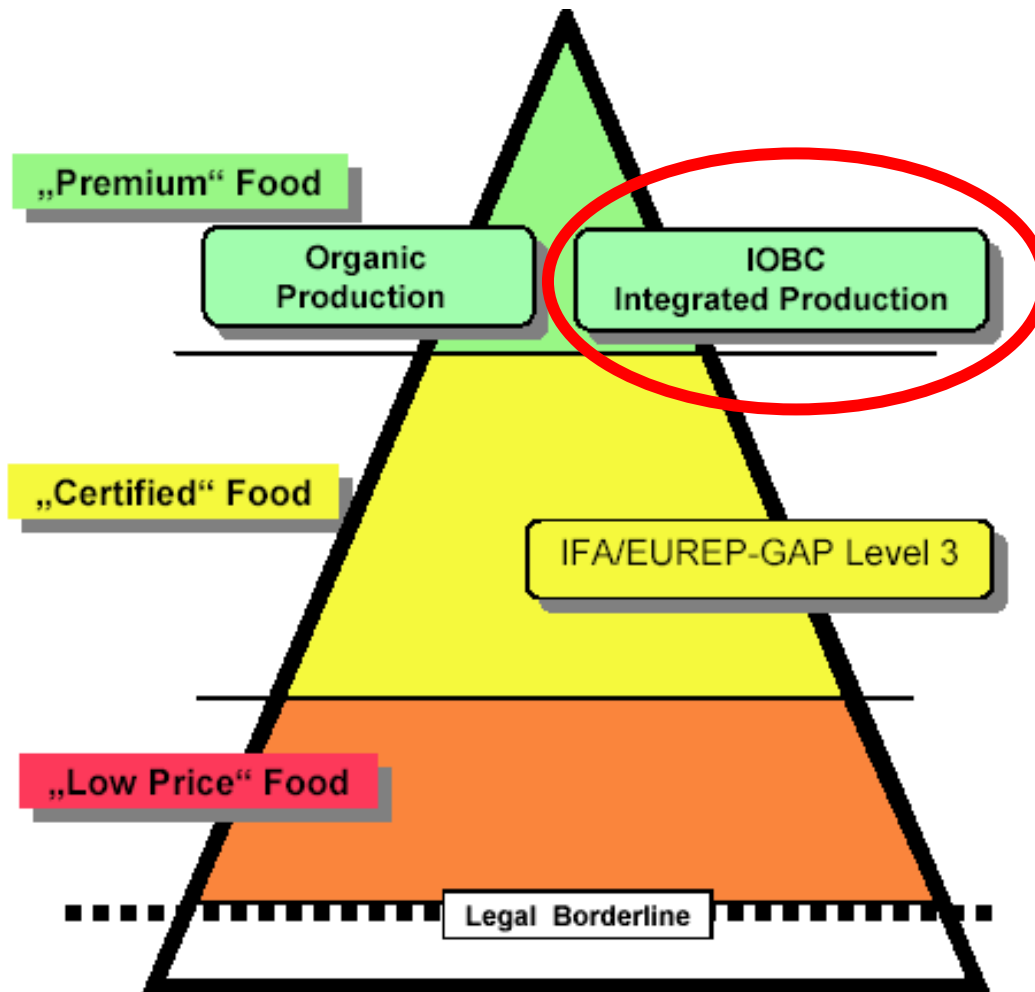 „Premium“ Food
Organic
Production
IOBC
Integrated Production
„Certified“ Food
IFA/EUREP-GAP Level 3
„Low Price“ Food
Legal Borderline